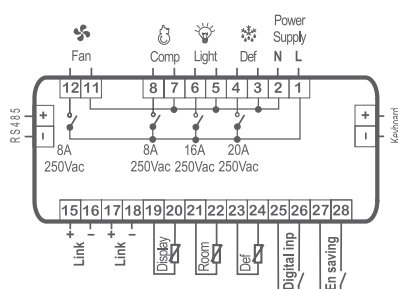 Power
Supply
Fan Comp Light Def N L
12 11 8 7 6 5 4 3 2 1
RS485
+
-
+
-
Keyboard
8A 8A 16A 20A
250Vac 250Vac 250Vac 250Vac
15 16 17 18 19 20 21 22 23 24 25 26 27 28
+ - + -
Link
Link
Display
Room
Def
Digital inp
En saving